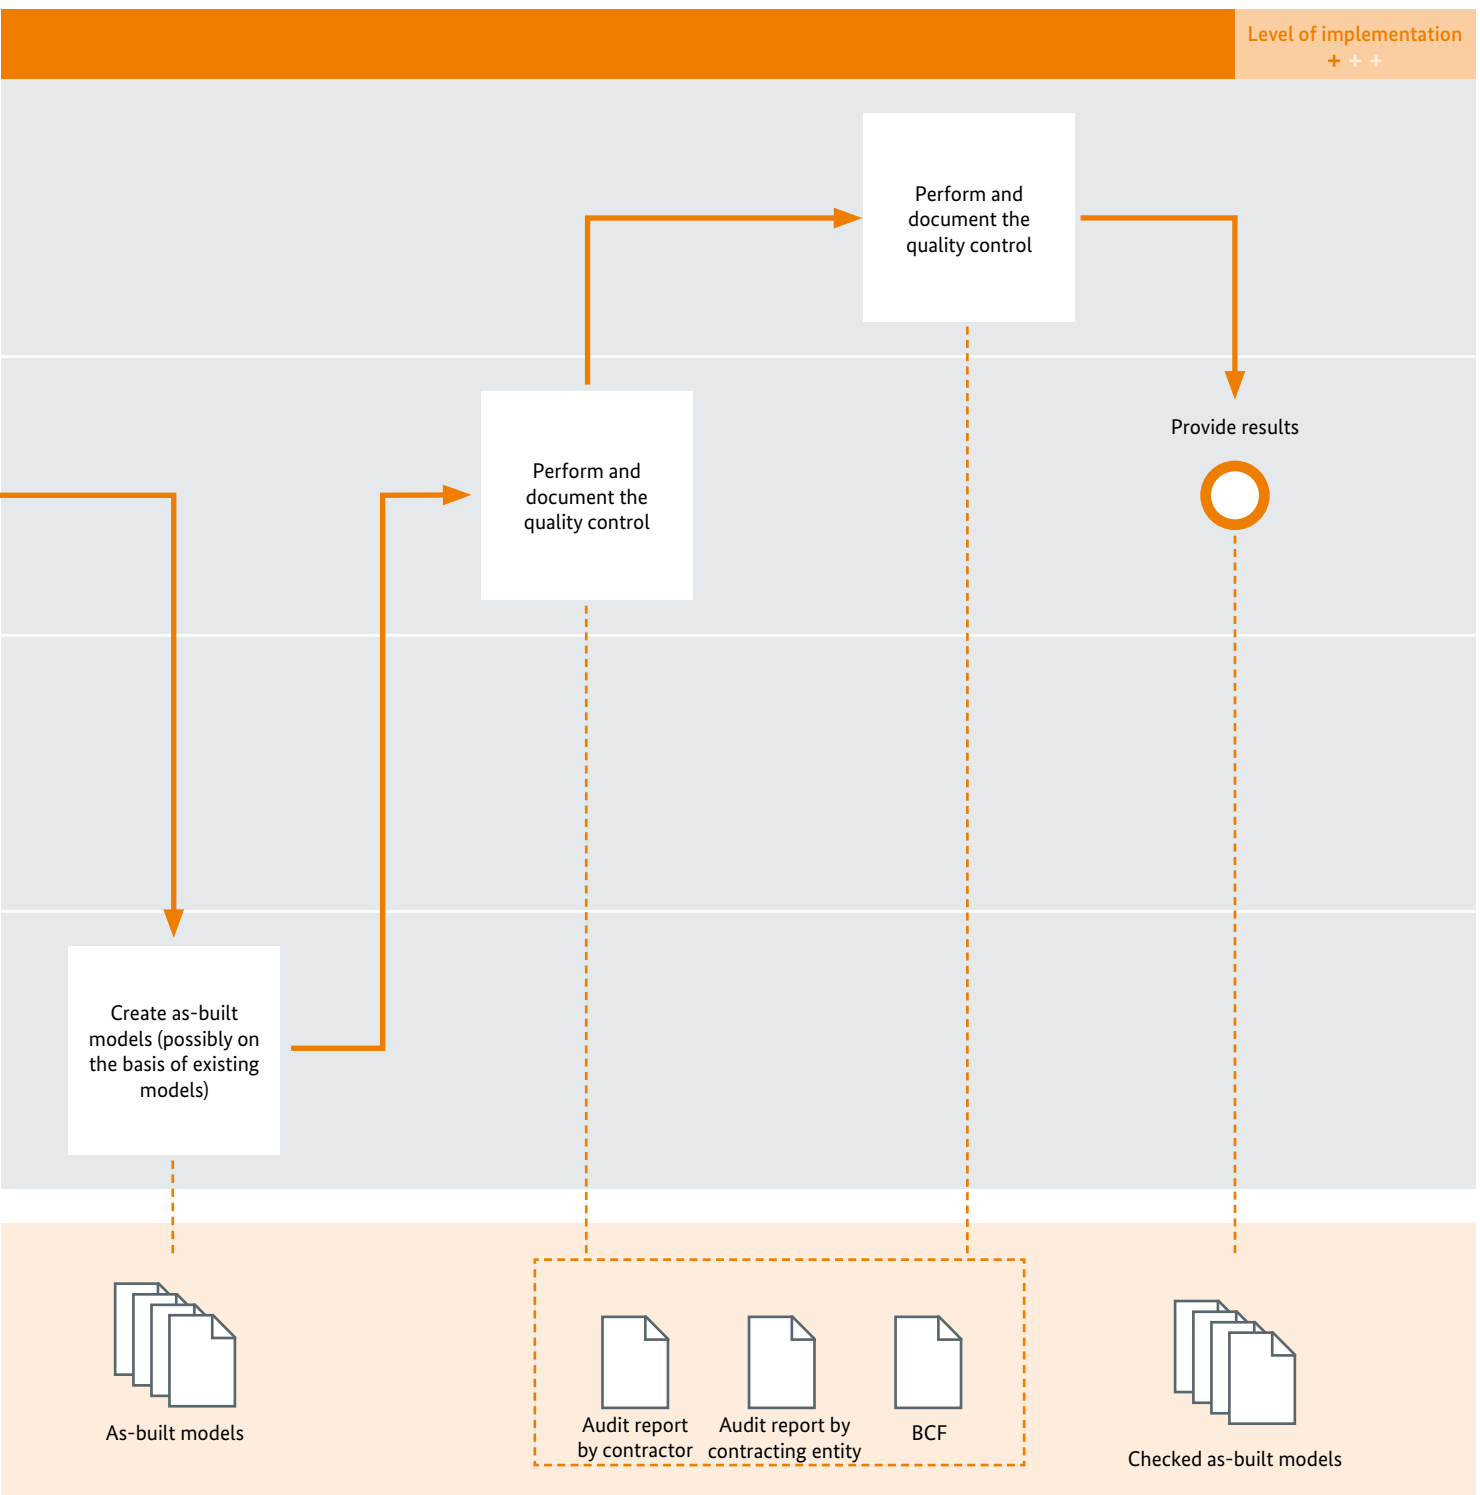 Level of implementation
+ + +
Perform and
document the
quality control
Provide results
Perform and
document the
quality control
Create as-built
models (possibly on
the basis of existing
models)
As-built models
Audit report
by contractor
Audit report by
contracting entity
BCF
Checked as-built models